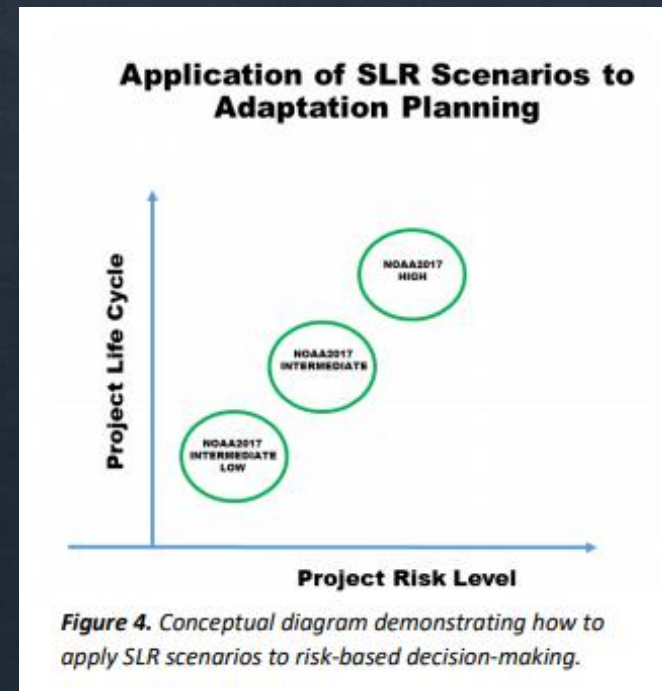 Application of SLR Scenarios to
Adaptation Planning
Project Life Cycle
NOAA2017
HIGH
NOAA2017
INTERMEDIATE
NOAA2017
INTERMEDIATE
LOW
Project Risk Level
Figure 4. Conceptual diagram demonstrating how to
apply SLR scenarios to risk-based decision-making.